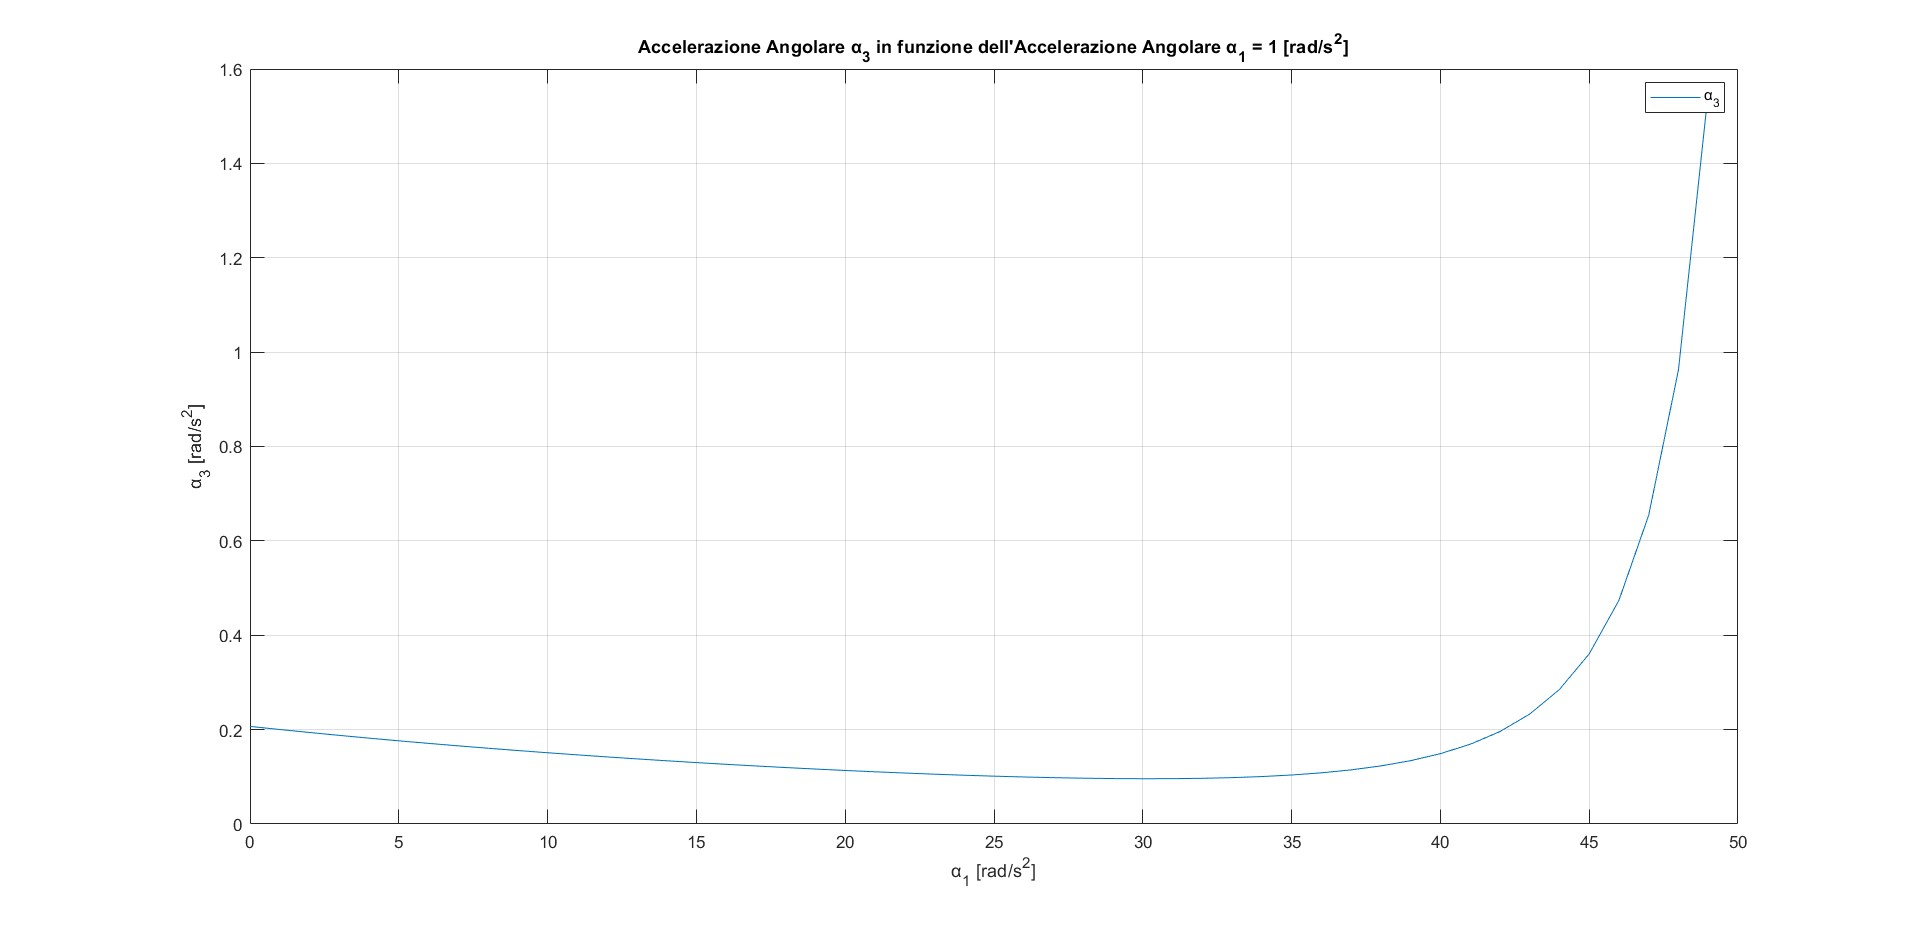 Accelerazione Angolare α₃ in funzione dell'Accelerazione Angolare α₁ = 1 [rad/s²]
α₃
1.6
1.4
1.2
1
0.8
0.6
0.4
0.2
0
α₃ [rad/s²]
0 5 10 15 20 25 30 35 40 45 50
α₁ [rad/s²]